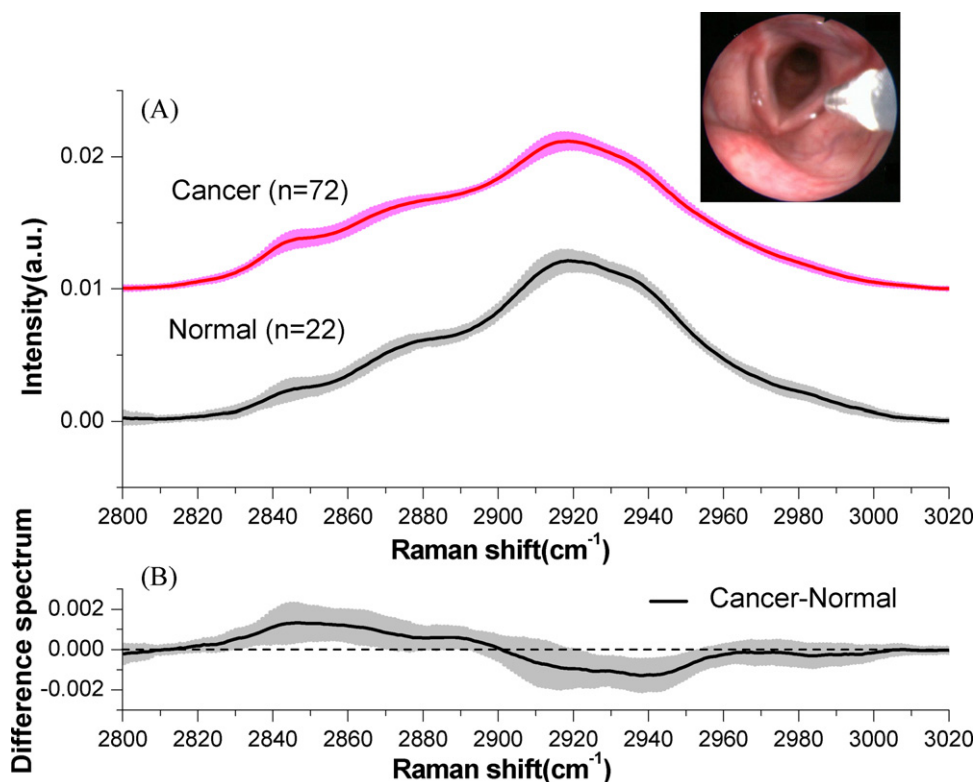 (A)
Cancer (n=72)
Normal (n=22)
Intensity(a.u.)
0.02
0.01
0.00
2800 2820 2840 2860 2880 2900 2920 2940 2960 2980 3000 3020
Raman shift(cm⁻¹)
(B)
Cancer-Normal
Difference spectrum
0.002
0.000
-0.002
2800 2820 2840 2860 2880 2900 2920 2940 2960 2980 3000 3020
Raman shift(cm⁻¹)